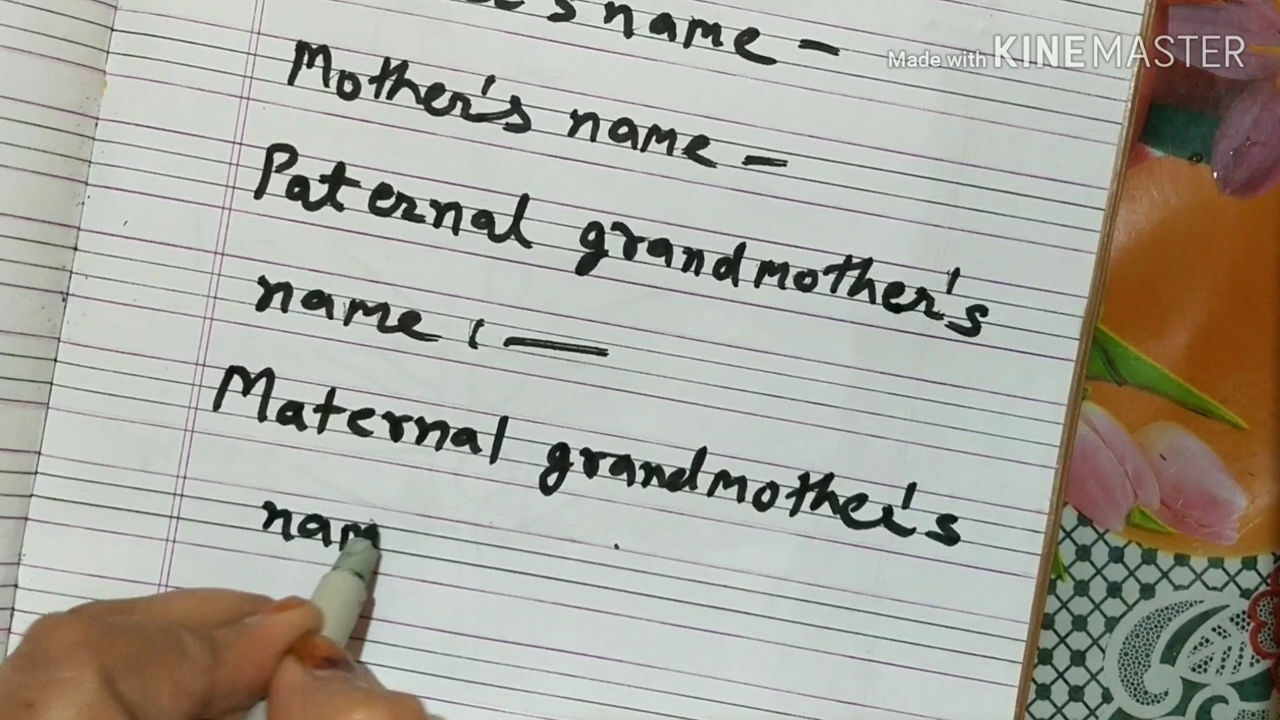 name -
Made with KINEMASTER
Mother's name -
Paternal grandmother's
name : —
Maternal grandmother's
nam